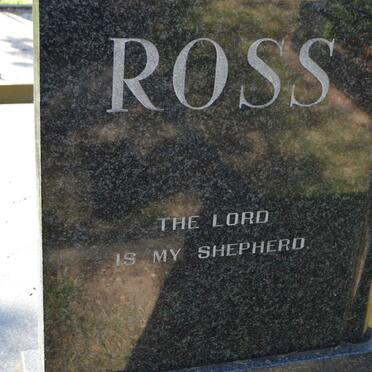 ROSS
THE LORD
IS MY SHEPHERD.